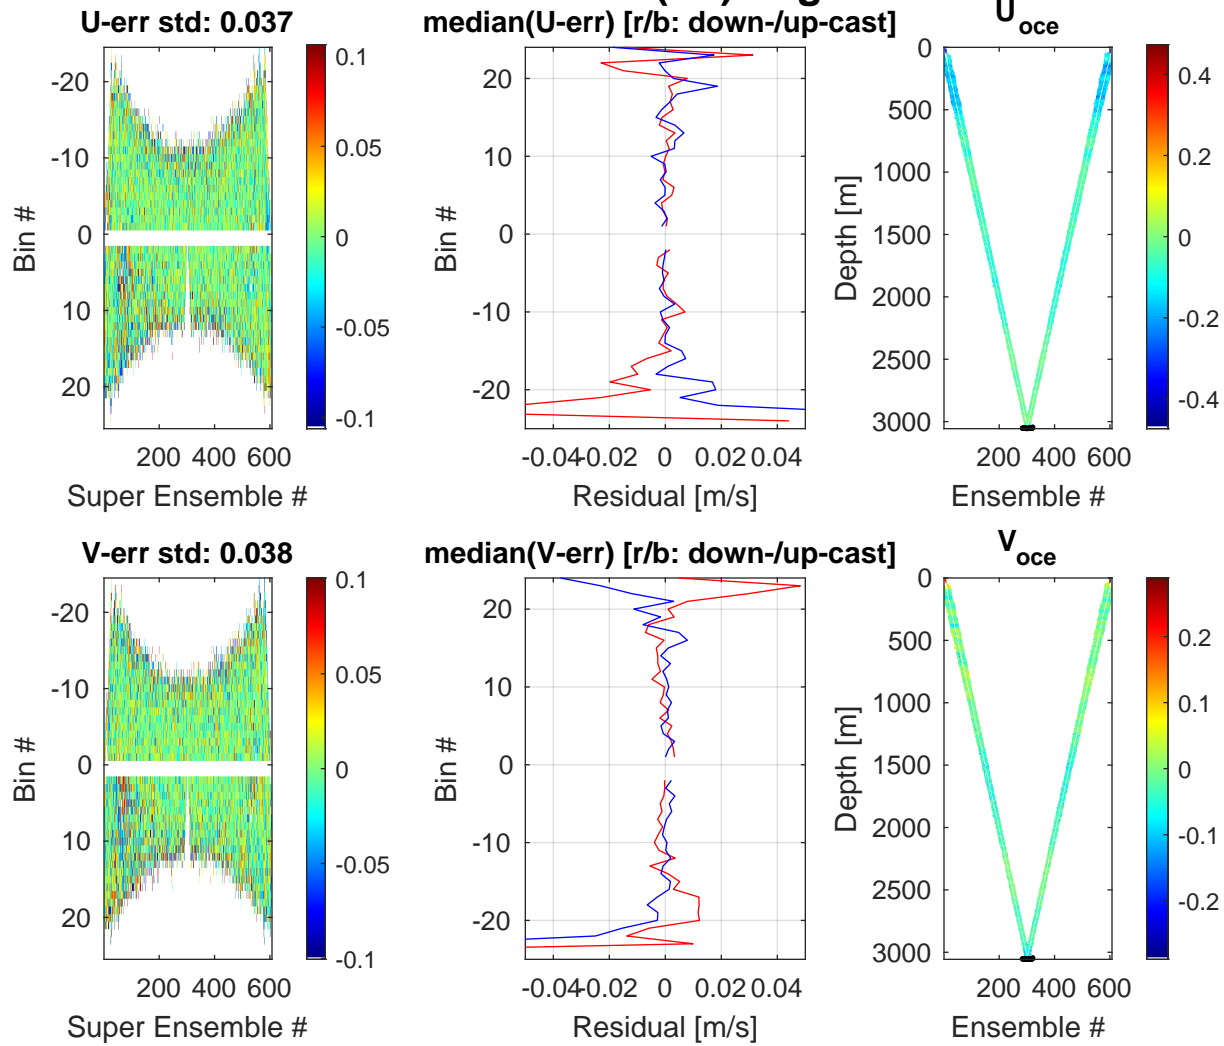 U-err std: 0.037
median(U-err) [r/b: down-/up-cast]
U_oce
-20
-10
0
10
20
Bin #
200 400 600
Super Ensemble #
0.1
0.05
0
-0.05
-0.1
20
10
0
-10
-20
Bin #
-0.04 -0.02 0 0.02 0.04
Residual [m/s]
0
500
1000
1500
2000
2500
3000
Depth [m]
200 400 600
Ensemble #
0.4
0.2
0
-0.2
-0.4
V-err std: 0.038
median(V-err) [r/b: down-/up-cast]
V_oce
-20
-10
0
10
20
Bin #
200 400 600
Super Ensemble #
0.1
0.05
0
-0.05
-0.1
20
10
0
-10
-20
Bin #
-0.04 -0.02 0 0.02 0.04
Residual [m/s]
0
500
1000
1500
2000
2500
3000
Depth [m]
200 400 600
Ensemble #
0.2
0.1
0
-0.1
-0.2